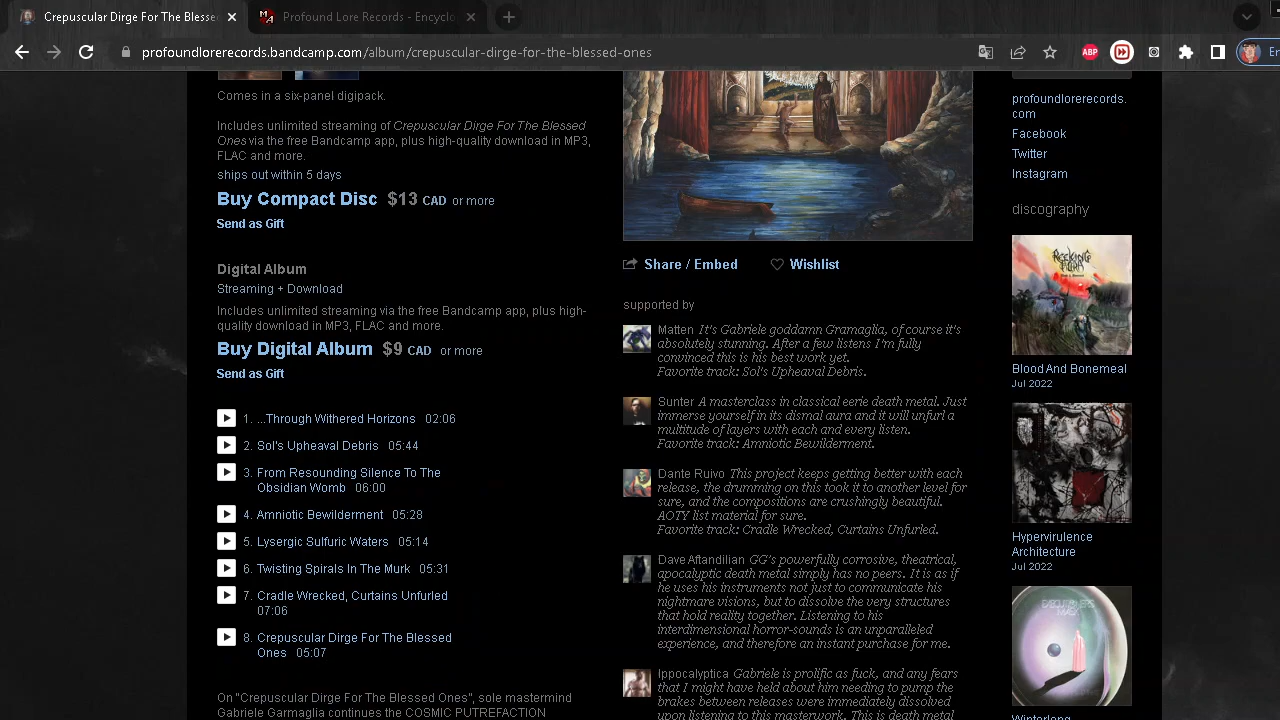 Crepuscular Dirge For The Blesse
Profound Lore Records - Encyclo
profoundlorerecords.bandcamp.com/album/crepuscular-dirge-for-the-blessed-ones
ABP
En
Comes in a six-panel digipack.
Includes unlimited streaming of Crepuscular Dirge For The Blessed
Ones via the free Bandcamp app, plus high-quality download in MP3,
FLAC and more.
ships out within 5 days
Buy Compact Disc $13 CAD or more
Send as Gift
Digital Album
Streaming + Download
Includes unlimited streaming via the free Bandcamp app, plus high-
quality download in MP3, FLAC and more.
Buy Digital Album $9 CAD or more
Send as Gift
1. ...Through Withered Horizons 02:06
2. Sol's Upheaval Debris 05:44
3. From Resounding Silence To The
Obsidian Womb 06:00
4. Amniotic Bewilderment 05:28
5. Lysergic Sulfuric Waters 05:14
6. Twisting Spirals In The Murk 05:31
7. Cradle Wrecked, Curtains Unfurled
07:06
8. Crepuscular Dirge For The Blessed
Ones 05:07
On "Crepuscular Dirge For The Blessed Ones", sole mastermind
Gabriele Garmaglia continues the COSMIC PUTREFACTION
Share / Embed
Wishlist
supported by
Matten It's Gabriele goddamn Gramaglia, of course it's
absolutely stunning. After a few listens I'm fully
convinced this is his best work yet.
Favorite track: Sol's Upheaval Debris.
Sunter A masterclass in classical eerie death metal. Just
immerse yourself in its dismal aura and it will unfurl a
multitude of layers with each and every listen.
Favorite track: Amniotic Bewilderment.
Dante Ruivo This project keeps getting better with each
release, the drumming on this took it to another level for
sure, and the compositions are crushingly beautiful.
AOTY list material for sure.
Favorite track: Cradle Wrecked, Curtains Unfurled.
Dave Aftandilian GG's powerfully corrosive, theatrical,
apocalyptic death metal simply has no peers. It is as if
he uses his instruments not just to communicate his
nightmare visions, but to dissolve the very structures
that hold reality together. Listening to his
interdimensional horror-sounds is an unparalleled
experience, and therefore an instant purchase for me.
Ippocalyptica Gabriele is prolific as fuck, and any fears
that I might have held about him needing to pump the
brakes between releases were immediately dissolved
upon listening to this masterwork. This is death metal
profoundlorerecords.
com
Facebook
Twitter
Instagram
discography
Blood And Bonemeal
Jul 2022
Hypervirulence
Architecture
Jul 2022
Winterlong